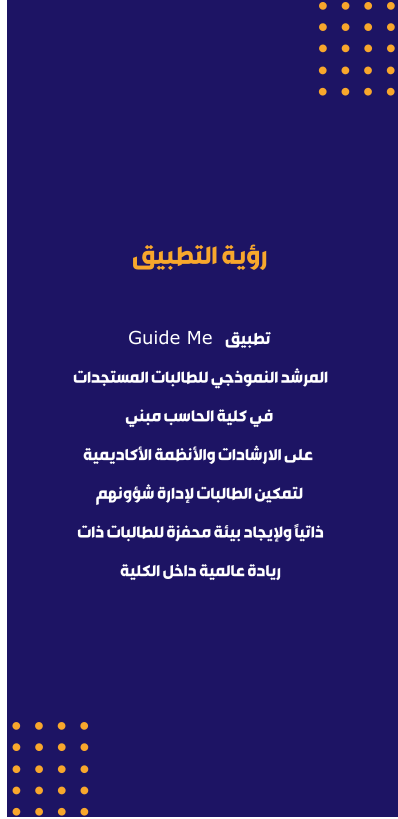 رؤية التطبيق
تطبيق Guide Me
المرشد النموذجي للطالبات المستجدات
في كلية الحاسب مبني
على الارشادات والأنظمة الأكاديمية
لتمكين الطالبات لإدارة شؤونهم
ذاتياً ولإيجاد بيئة محفزة للطالبات ذات
ريادة عالمية داخل الكلية